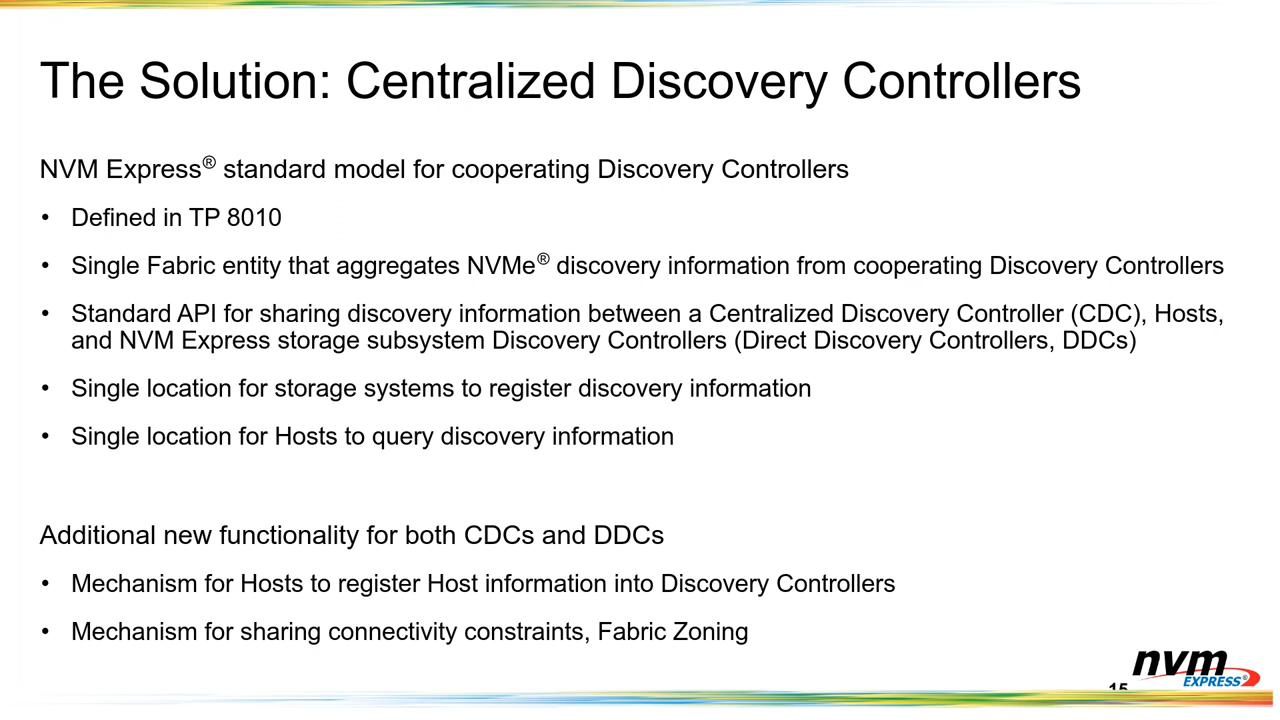 The Solution: Centralized Discovery Controllers
NVM Express® standard model for cooperating Discovery Controllers
• Defined in TP 8010
• Single Fabric entity that aggregates NVMe® discovery information from cooperating Discovery Controllers
• Standard API for sharing discovery information between a Centralized Discovery Controller (CDC), Hosts,
and NVM Express storage subsystem Discovery Controllers (Direct Discovery Controllers, DDCs)
• Single location for storage systems to register discovery information
• Single location for Hosts to query discovery information
Additional new functionality for both CDCs and DDCs
• Mechanism for Hosts to register Host information into Discovery Controllers
• Mechanism for sharing connectivity constraints, Fabric Zoning
15
nvm
EXPRESS®